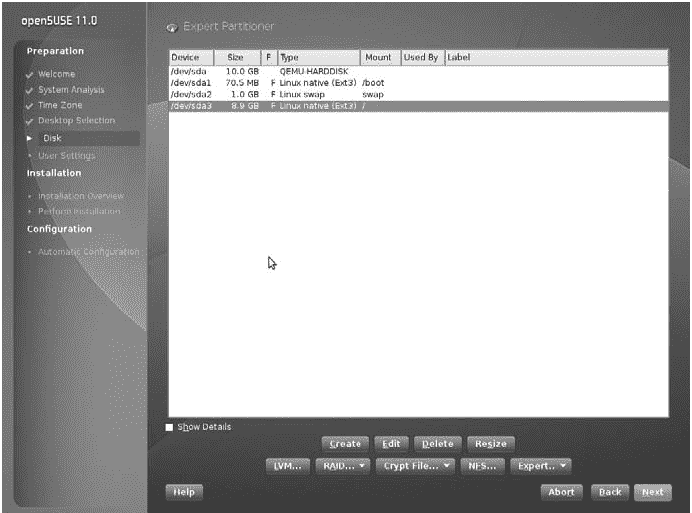 openSUSE 11.0
Preparation
Welcome
System Analysis
Time Zone
Desktop Selection
Disk
User Settings
Installation
Installation Overview
Perform Installation
Configuration
Automatic Configuration
Expert Partitioner
Device Size F Type Mount Used By Label
/dev/sda 10.0 GB QEMU-HARDDISK
/dev/sda1 70.5 MB F Linux native (Ext3) /boot
/dev/sda2 1.0 GB F Linux swap swap
/dev/sda3 8.9 GB F Linux native (Ext3) /
Show Details
Create Edit Delete Resize
LVM... RAID... Crypt File... NFS... Expert..
Help Abort Back Next